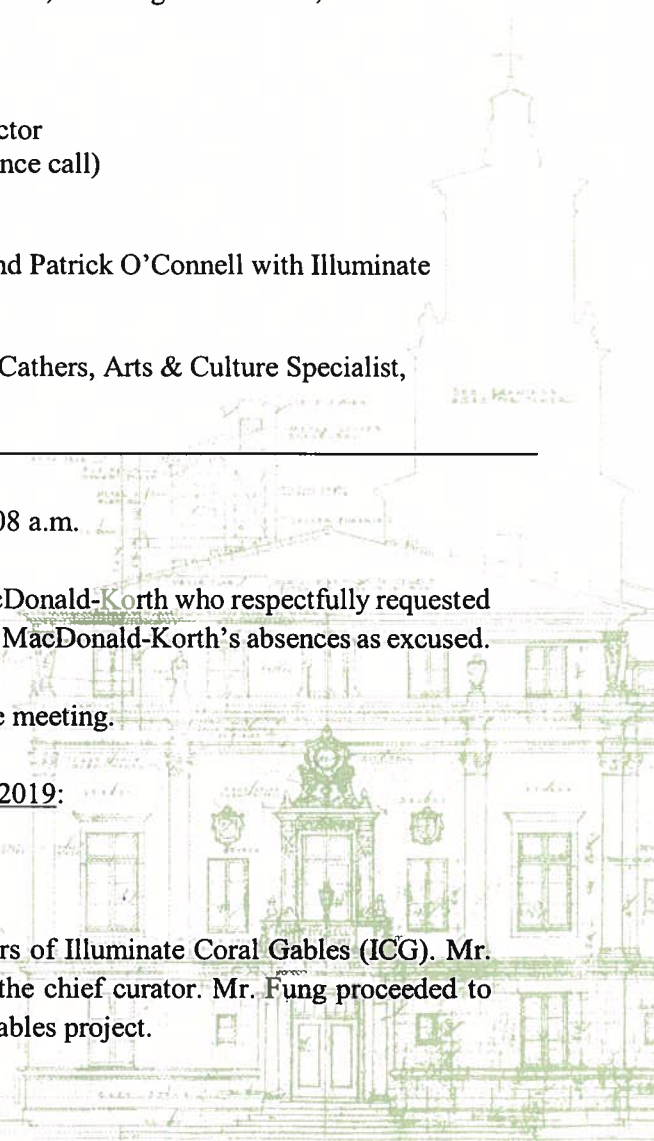 ctor
nce call)
nd Patrick O’Connell with Illuminate
Cathers, Arts & Culture Specialist,
08 a.m.
cDonald-Korth who respectfully requested
MacDonald-Korth’s absences as excused.
e meeting.
2019:
rs of Illuminate Coral Gables (ICG). Mr.
the chief curator. Mr. Fung proceeded to
ables project.